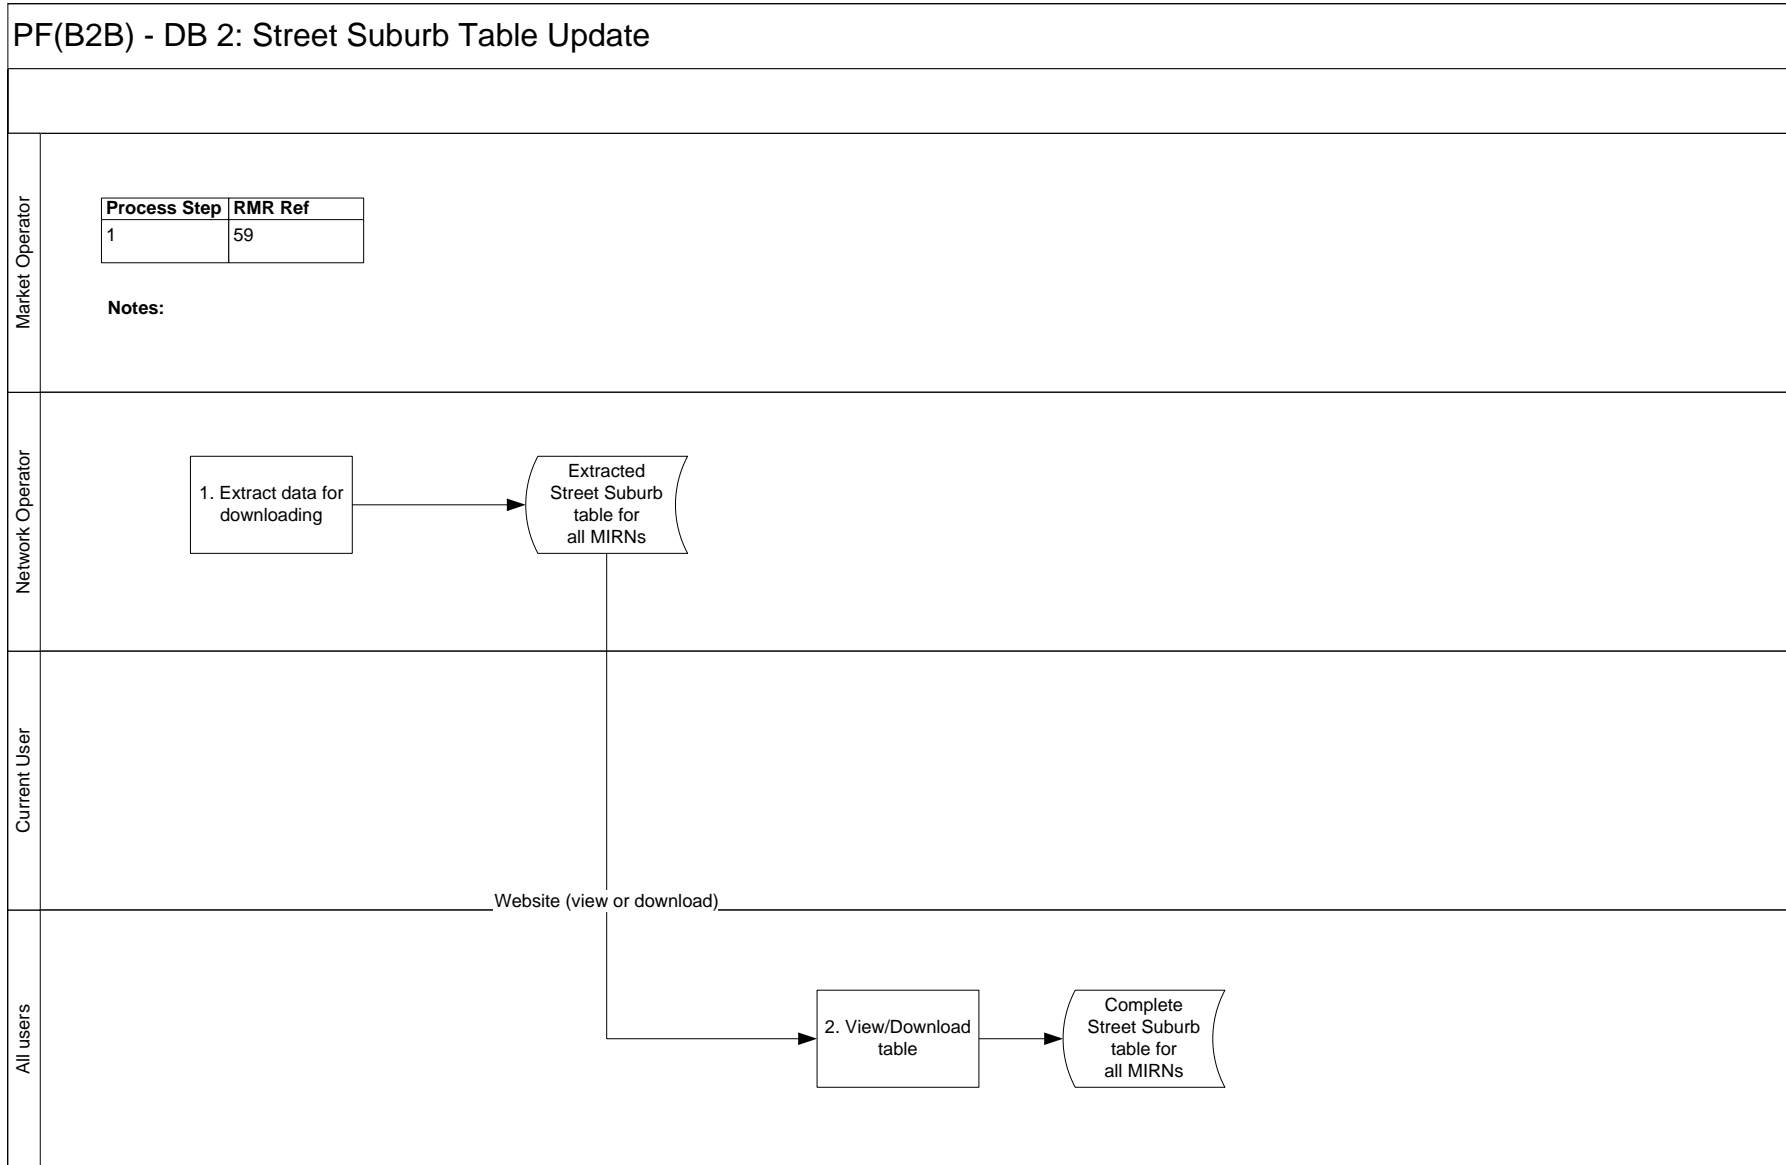 PF(B2B) - DB 2: Street Suburb Table Update
Market Operator
Process Step RMR Ref
1 59
Notes:
Network Operator
1. Extract data for
downloading
Extracted
Street Suburb
table for
all MIRNs
Current User
Website (view or download)
All users
2. View/Download
table
Complete
Street Suburb
table for
all MIRNs